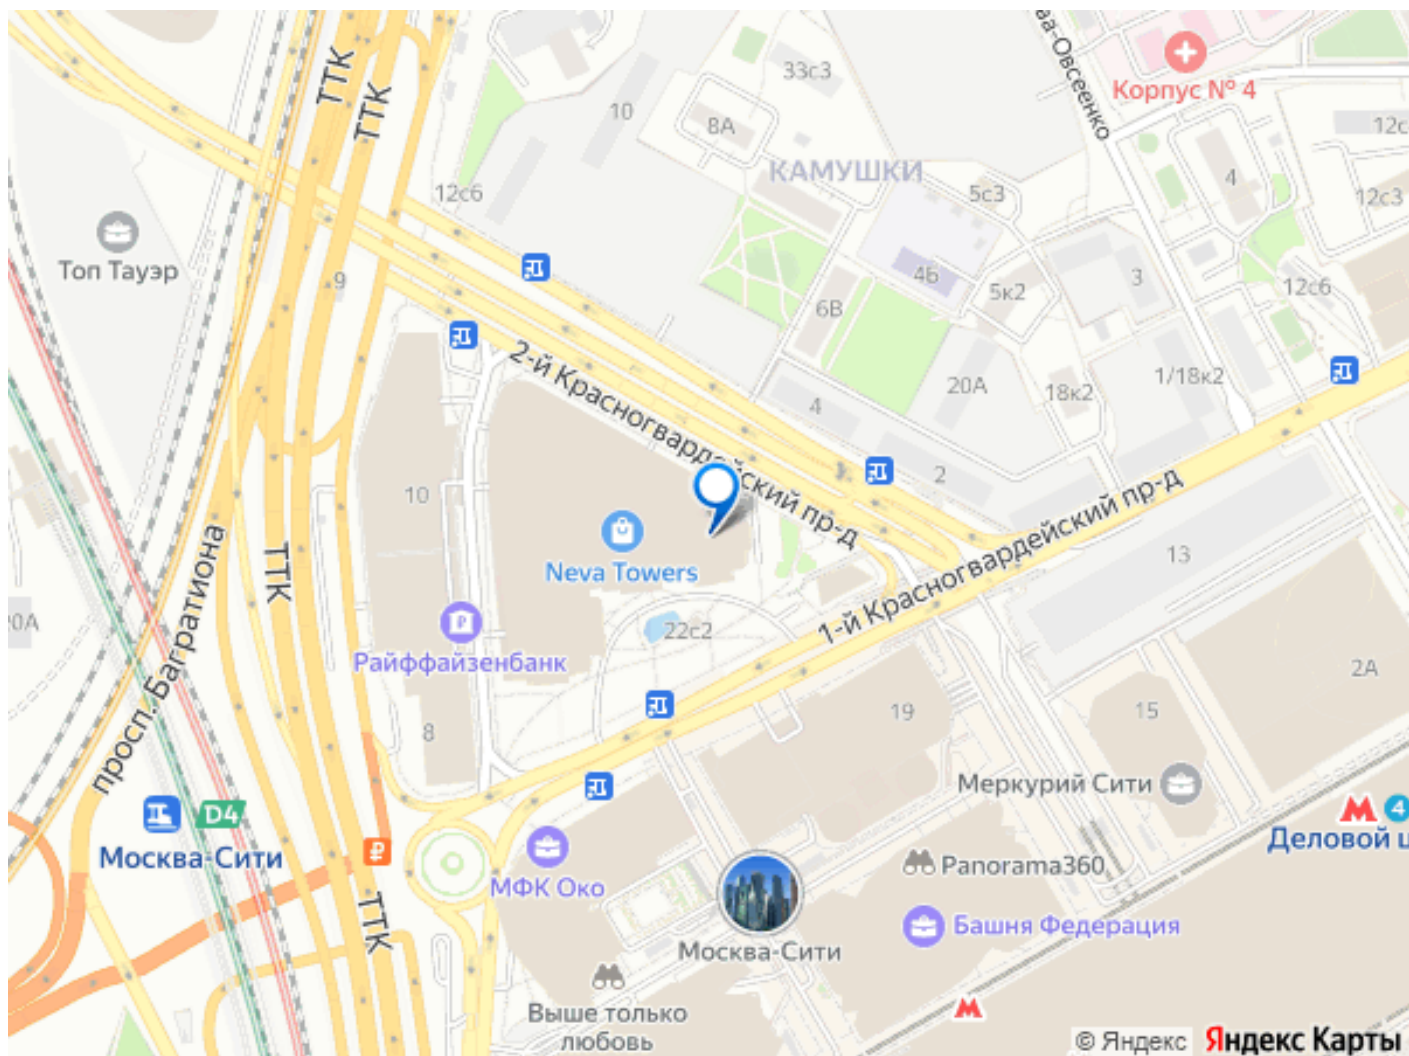 ТТК
ТТК
33с3
Корпус № 4
10
8А
12с
КАМУШКИ
12с6
5с3
4
12с3
Топ Тауэр
9
4Б
5к2
3
12с6
6В
2-й Красногвардейский пр-д
20А
18к2
1/18к2
4
2
10
Neva Towers
ТТК
просп. Багратиона
1-й Красногвардейский пр-д
13
22с2
Райффайзенбанк
2А
8
19
15
Меркурий Сити
D4
Москва-Сити
₽
4
Деловой ц
МФК Око
Panorama360
ТТК
Башня Федерация
Москва-Сити
Выше только
любовь
© Яндекс Яндекс Карты